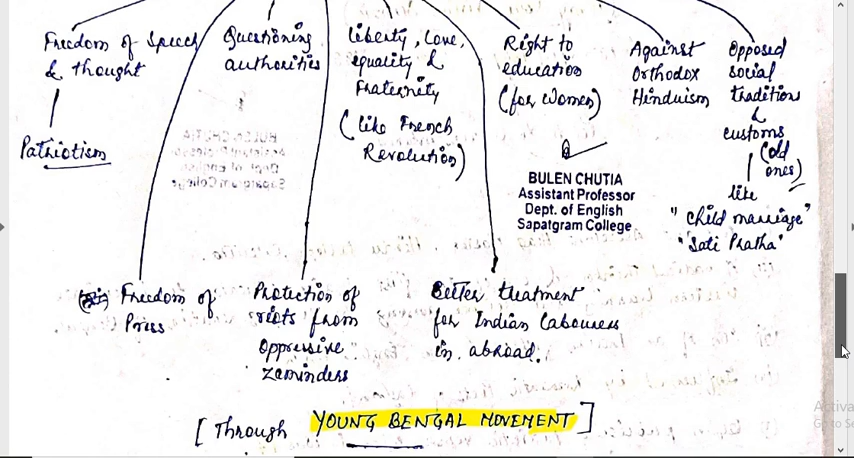 Freedom of Speech
& thought
Patriotism
Questioning
authorities
Liberty, Love,
equality &
Fraternity
(like French
Revolution)
Right to
education
(for Women)
Against
Orthodox
Hinduism
Opposed
social
tradition
&
customs
(old
ones)
like
"Child marriage"
"Sati Pratha"
BULEN CHUTIA
Assistant Professor
Dept. of English
Sapatgram College
Freedom of
Press
Protection of
riots from
oppressive
zaminders
Better treatment
for Indian Labourers
in abroad.
[Through YOUNG BENGAL MOVEMENT]